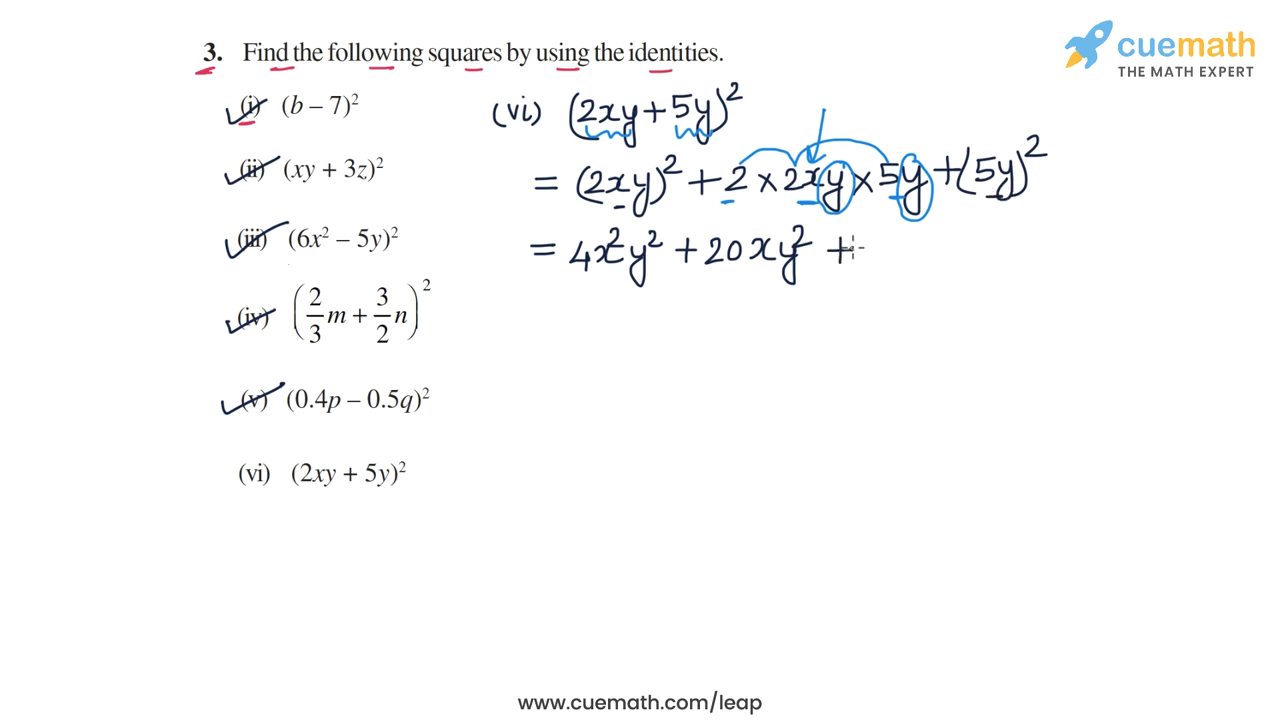 cuemath
THE MATH EXPERT
3. Find the following squares by using the identities.
(i) (b – 7)²
(ii) (xy + 3z)²
(iii) (6x² – 5y)²
(iv) (2/3 m + 3/2 n)²
(v) (0.4p – 0.5q)²
(vi) (2xy + 5y)²
(vi) (2xy + 5y)²
= (2xy)² + 2 × 2xy × 5y + (5y)²
= 4x²y² + 20xy² +
www.cuemath.com/leap